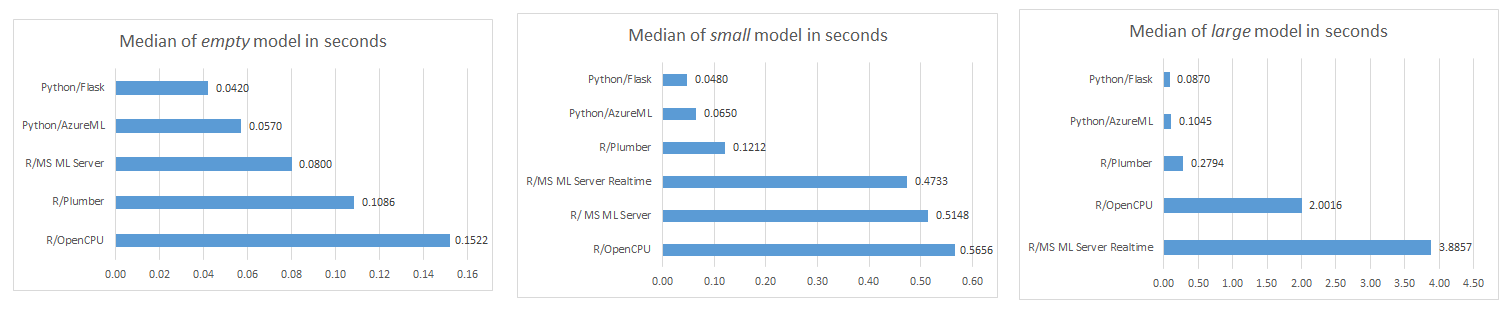 Median of empty model in seconds
Python/Flask 0.0420
Python/AzureML 0.0570
R/MS ML Server 0.0800
R/Plumber 0.1086
R/OpenCPU 0.1522
0.00 0.02 0.04 0.06 0.08 0.10 0.12 0.14 0.16
Median of small model in seconds
Python/Flask 0.0480
Python/AzureML 0.0650
R/Plumber 0.1212
R/MS ML Server Realtime 0.4733
R/ MS ML Server 0.5148
R/OpenCPU 0.5656
0.00 0.10 0.20 0.30 0.40 0.50 0.60
Median of large model in seconds
Python/Flask 0.0870
Python/AzureML 0.1045
R/Plumber 0.2794
R/OpenCPU 2.0016
R/MS ML Server Realtime 3.8857
0.00 0.50 1.00 1.50 2.00 2.50 3.00 3.50 4.00 4.50